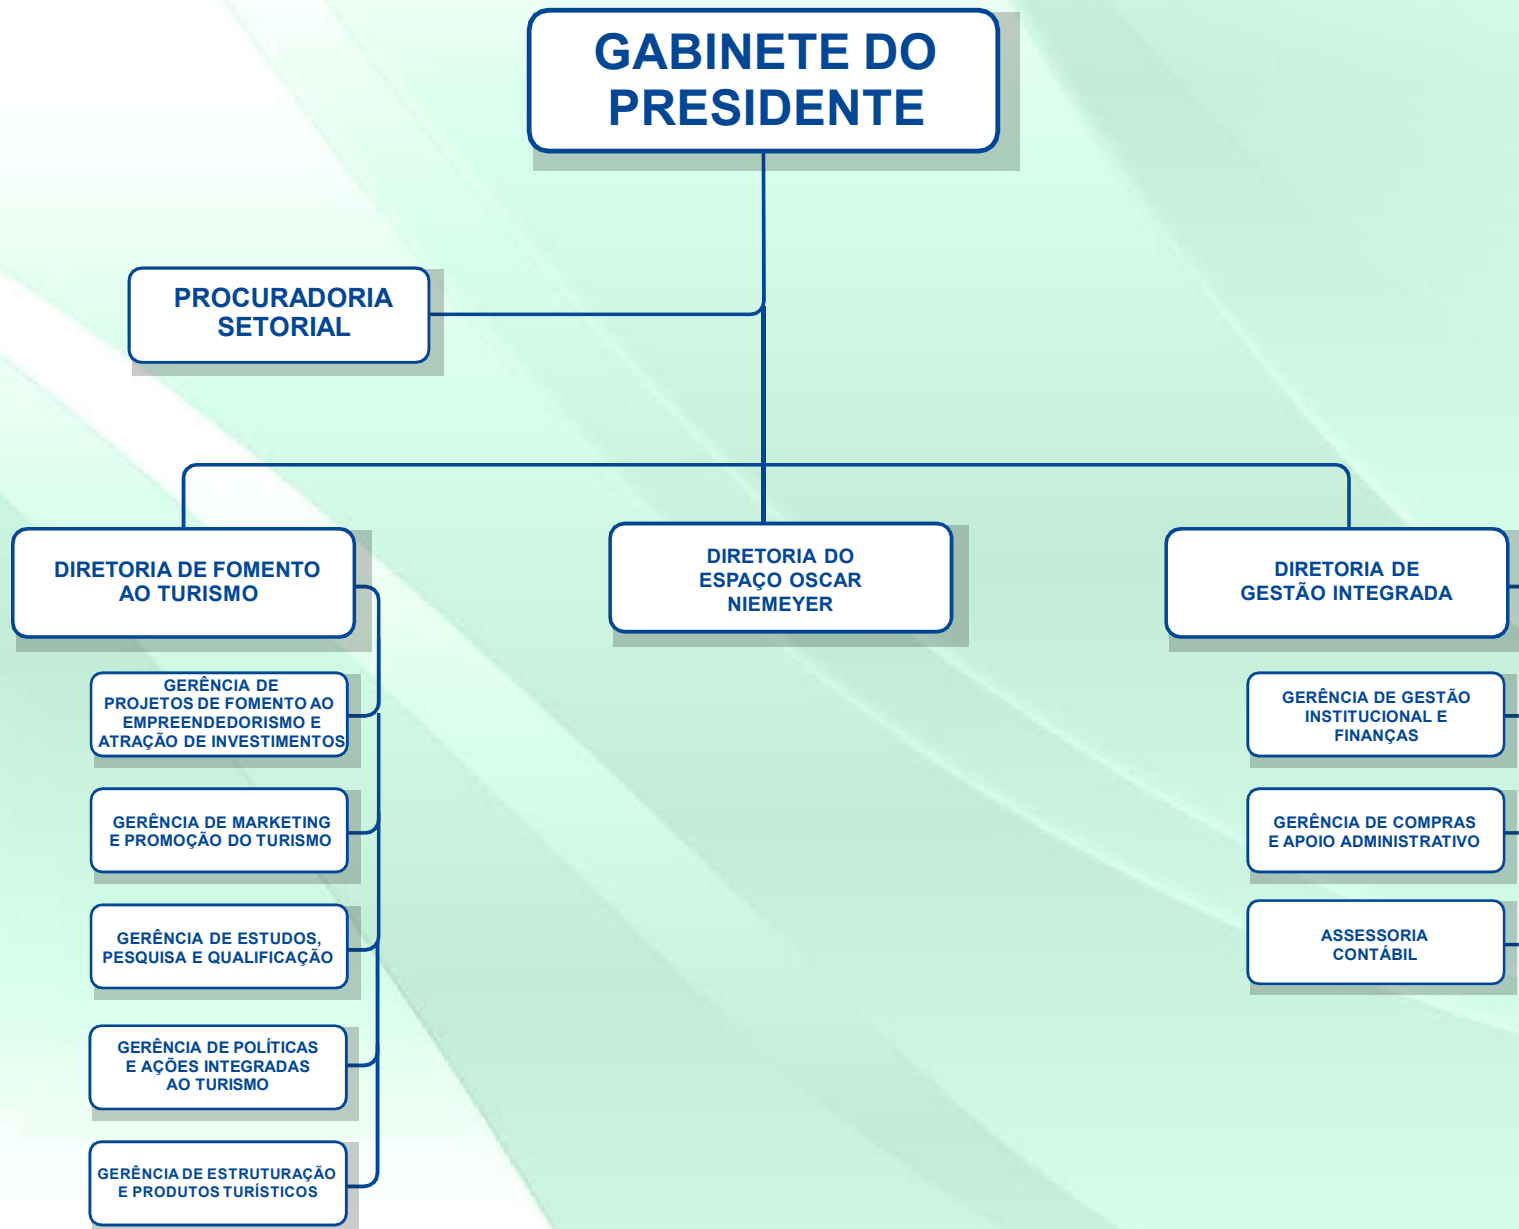 GABINETE DO
PRESIDENTE
PROCURADORIA
SETORIAL
DIRETORIA DE FOMENTO
AO TURISMO
DIRETORIA DO
ESPAÇO OSCAR
NIEMEYER
DIRETORIA DE
GESTÃO INTEGRADA
GERÊNCIA DE
PROJETOS DE FOMENTO AO
EMPREENDEDORISMO E
ATRAÇÃO DE INVESTIMENTOS
GERÊNCIA DE MARKETING
E PROMOÇÃO DO TURISMO
GERÊNCIA DE ESTUDOS,
PESQUISA E QUALIFICAÇÃO
GERÊNCIA DE POLÍTICAS
E AÇÕES INTEGRADAS
AO TURISMO
GERÊNCIA DE ESTRUTURAÇÃO
E PRODUTOS TURÍSTICOS
GERÊNCIA DE GESTÃO
INSTITUCIONAL E
FINANÇAS
GERÊNCIA DE COMPRAS
E APOIO ADMINISTRATIVO
ASSESSORIA
CONTÁBIL